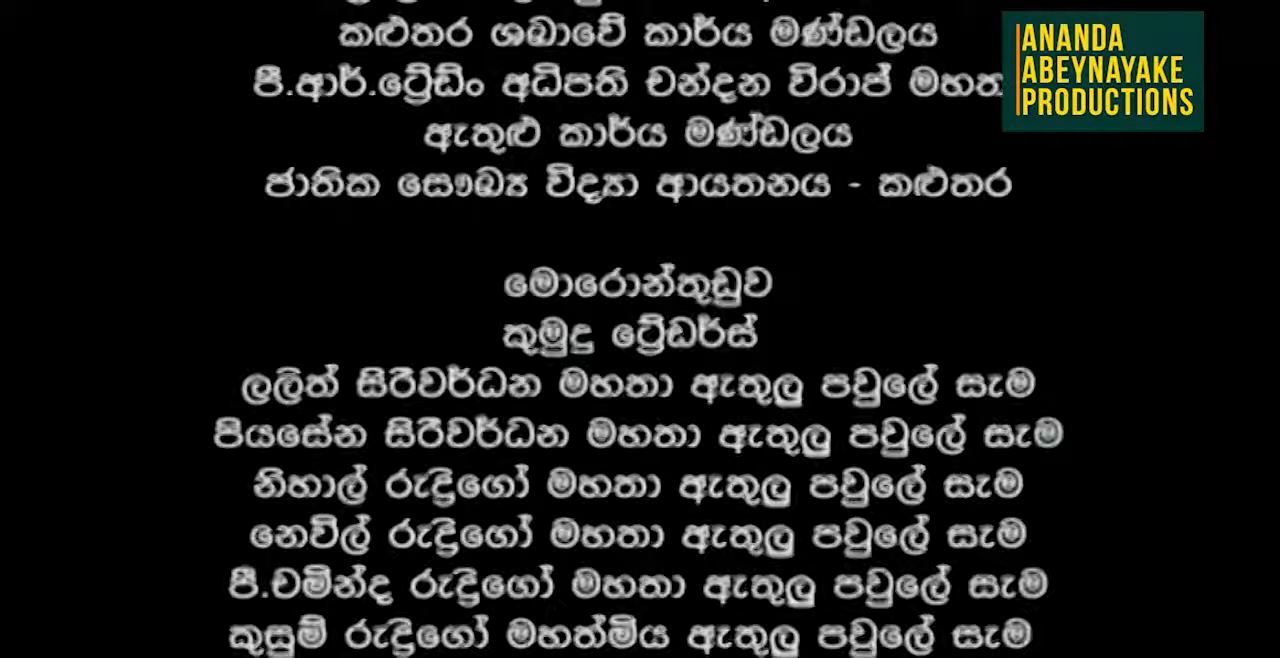 කළුතර ශාඛාවේ කාර්ය මණ්ඩලය
පී.ආර්.ට්‍රේඩිං අධිපති චන්දන විරාජ් මහතා
ඇතුළු කාර්ය මණ්ඩලය
ජාතික සෞඛ්‍ය විද්‍යා ආයතනය - කළුතර
මොරොන්තුඩුව
කුමුදු ට්‍රේඩර්ස්
ලලිත් සිරිවර්ධන මහතා ඇතුලු පවුලේ සැම
පියසේන සිරිවර්ධන මහතා ඇතුලු පවුලේ සැම
නිහාල් රුද්‍රිගෝ මහතා ඇතුලු පවුලේ සැම
නෙවිල් රුද්‍රිගෝ මහතා ඇතුලු පවුලේ සැම
පී.චමින්ද රුද්‍රිගෝ මහතා ඇතුලු පවුලේ සැම
කුසුම් රුද්‍රිගෝ මහත්මිය ඇතුලු පවුලේ සැම
ANANDA
ABEYNAYAKE
PRODUCTIONS